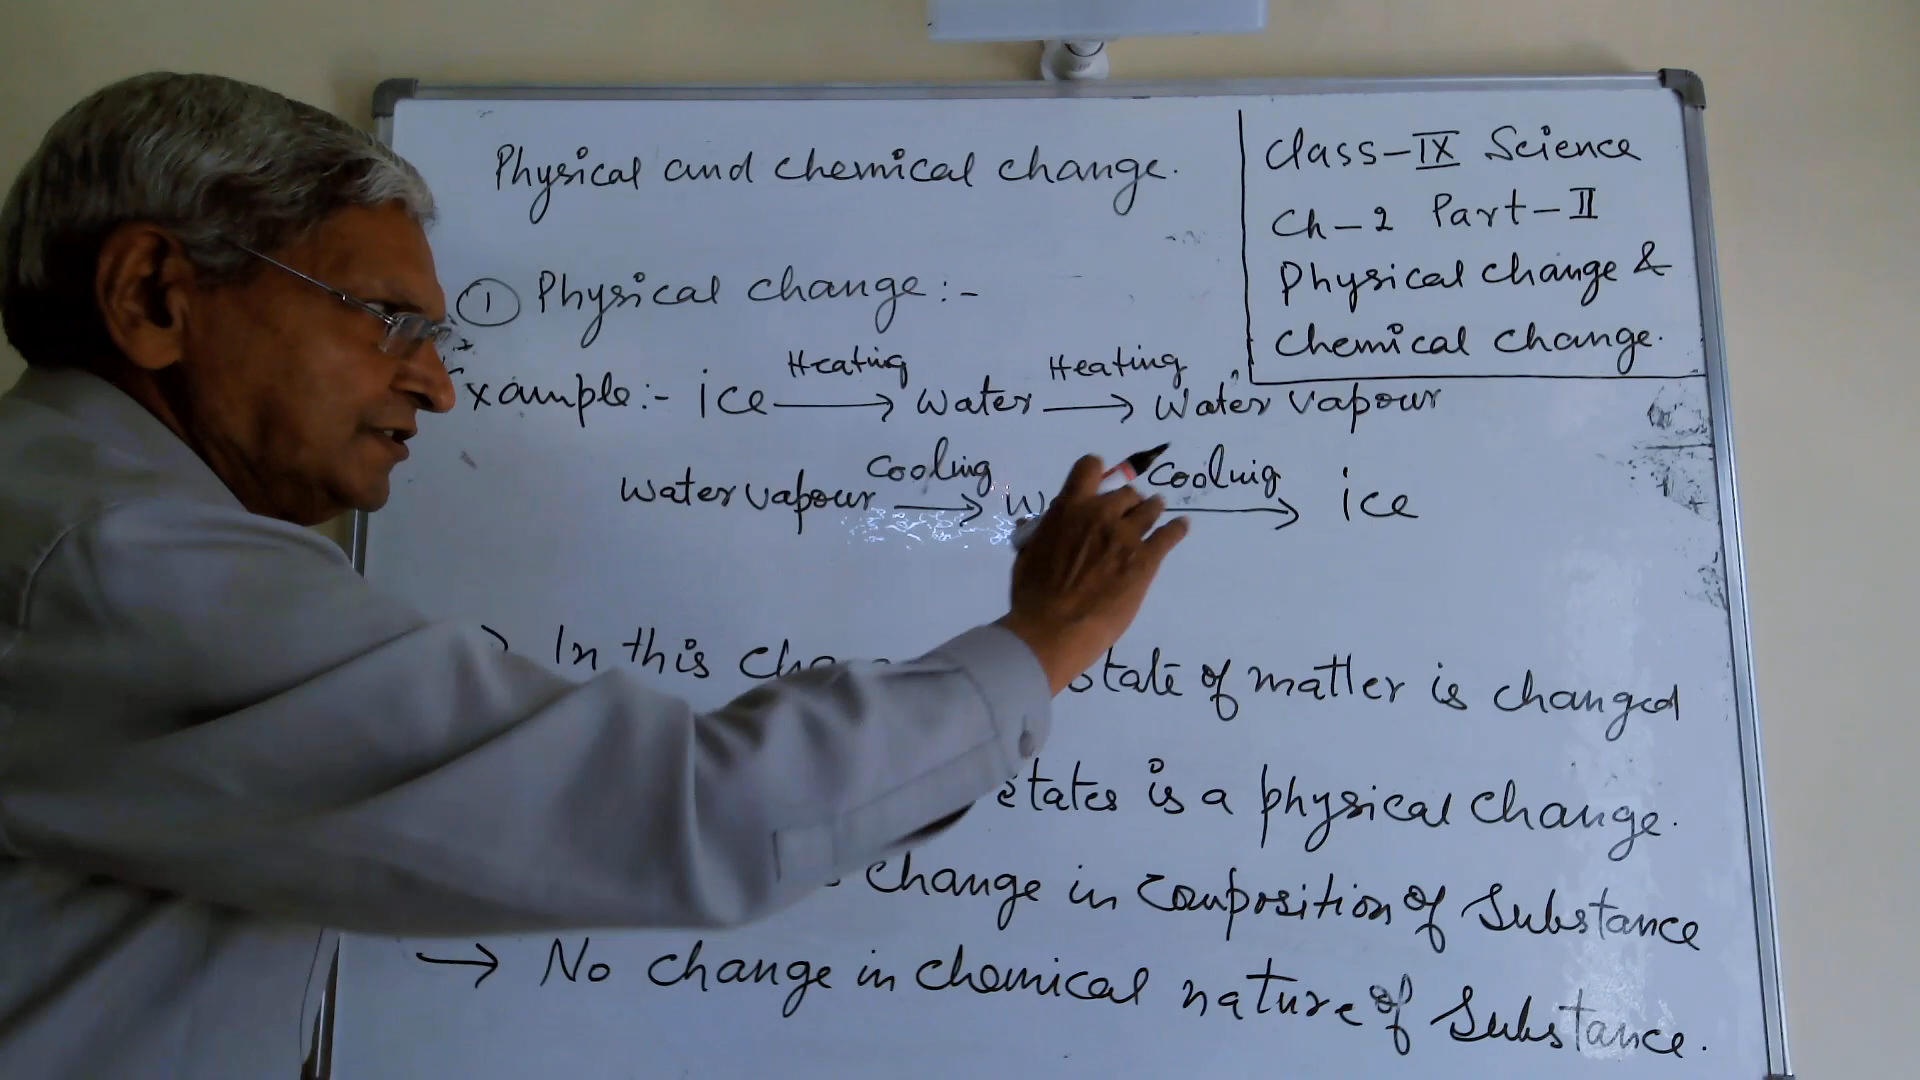 Physical and chemical change.
Class-IX Science
Ch-2 Part-II
Physical change &
Chemical change.
① Physical change:-
Heating Heating
Example:- ice → Water → Water vapour
Cooling Cooling
Water vapour → → ice
In this state of matter is changed
states is a physical change.
change in composition of substance
→ No change in chemical nature of substance.